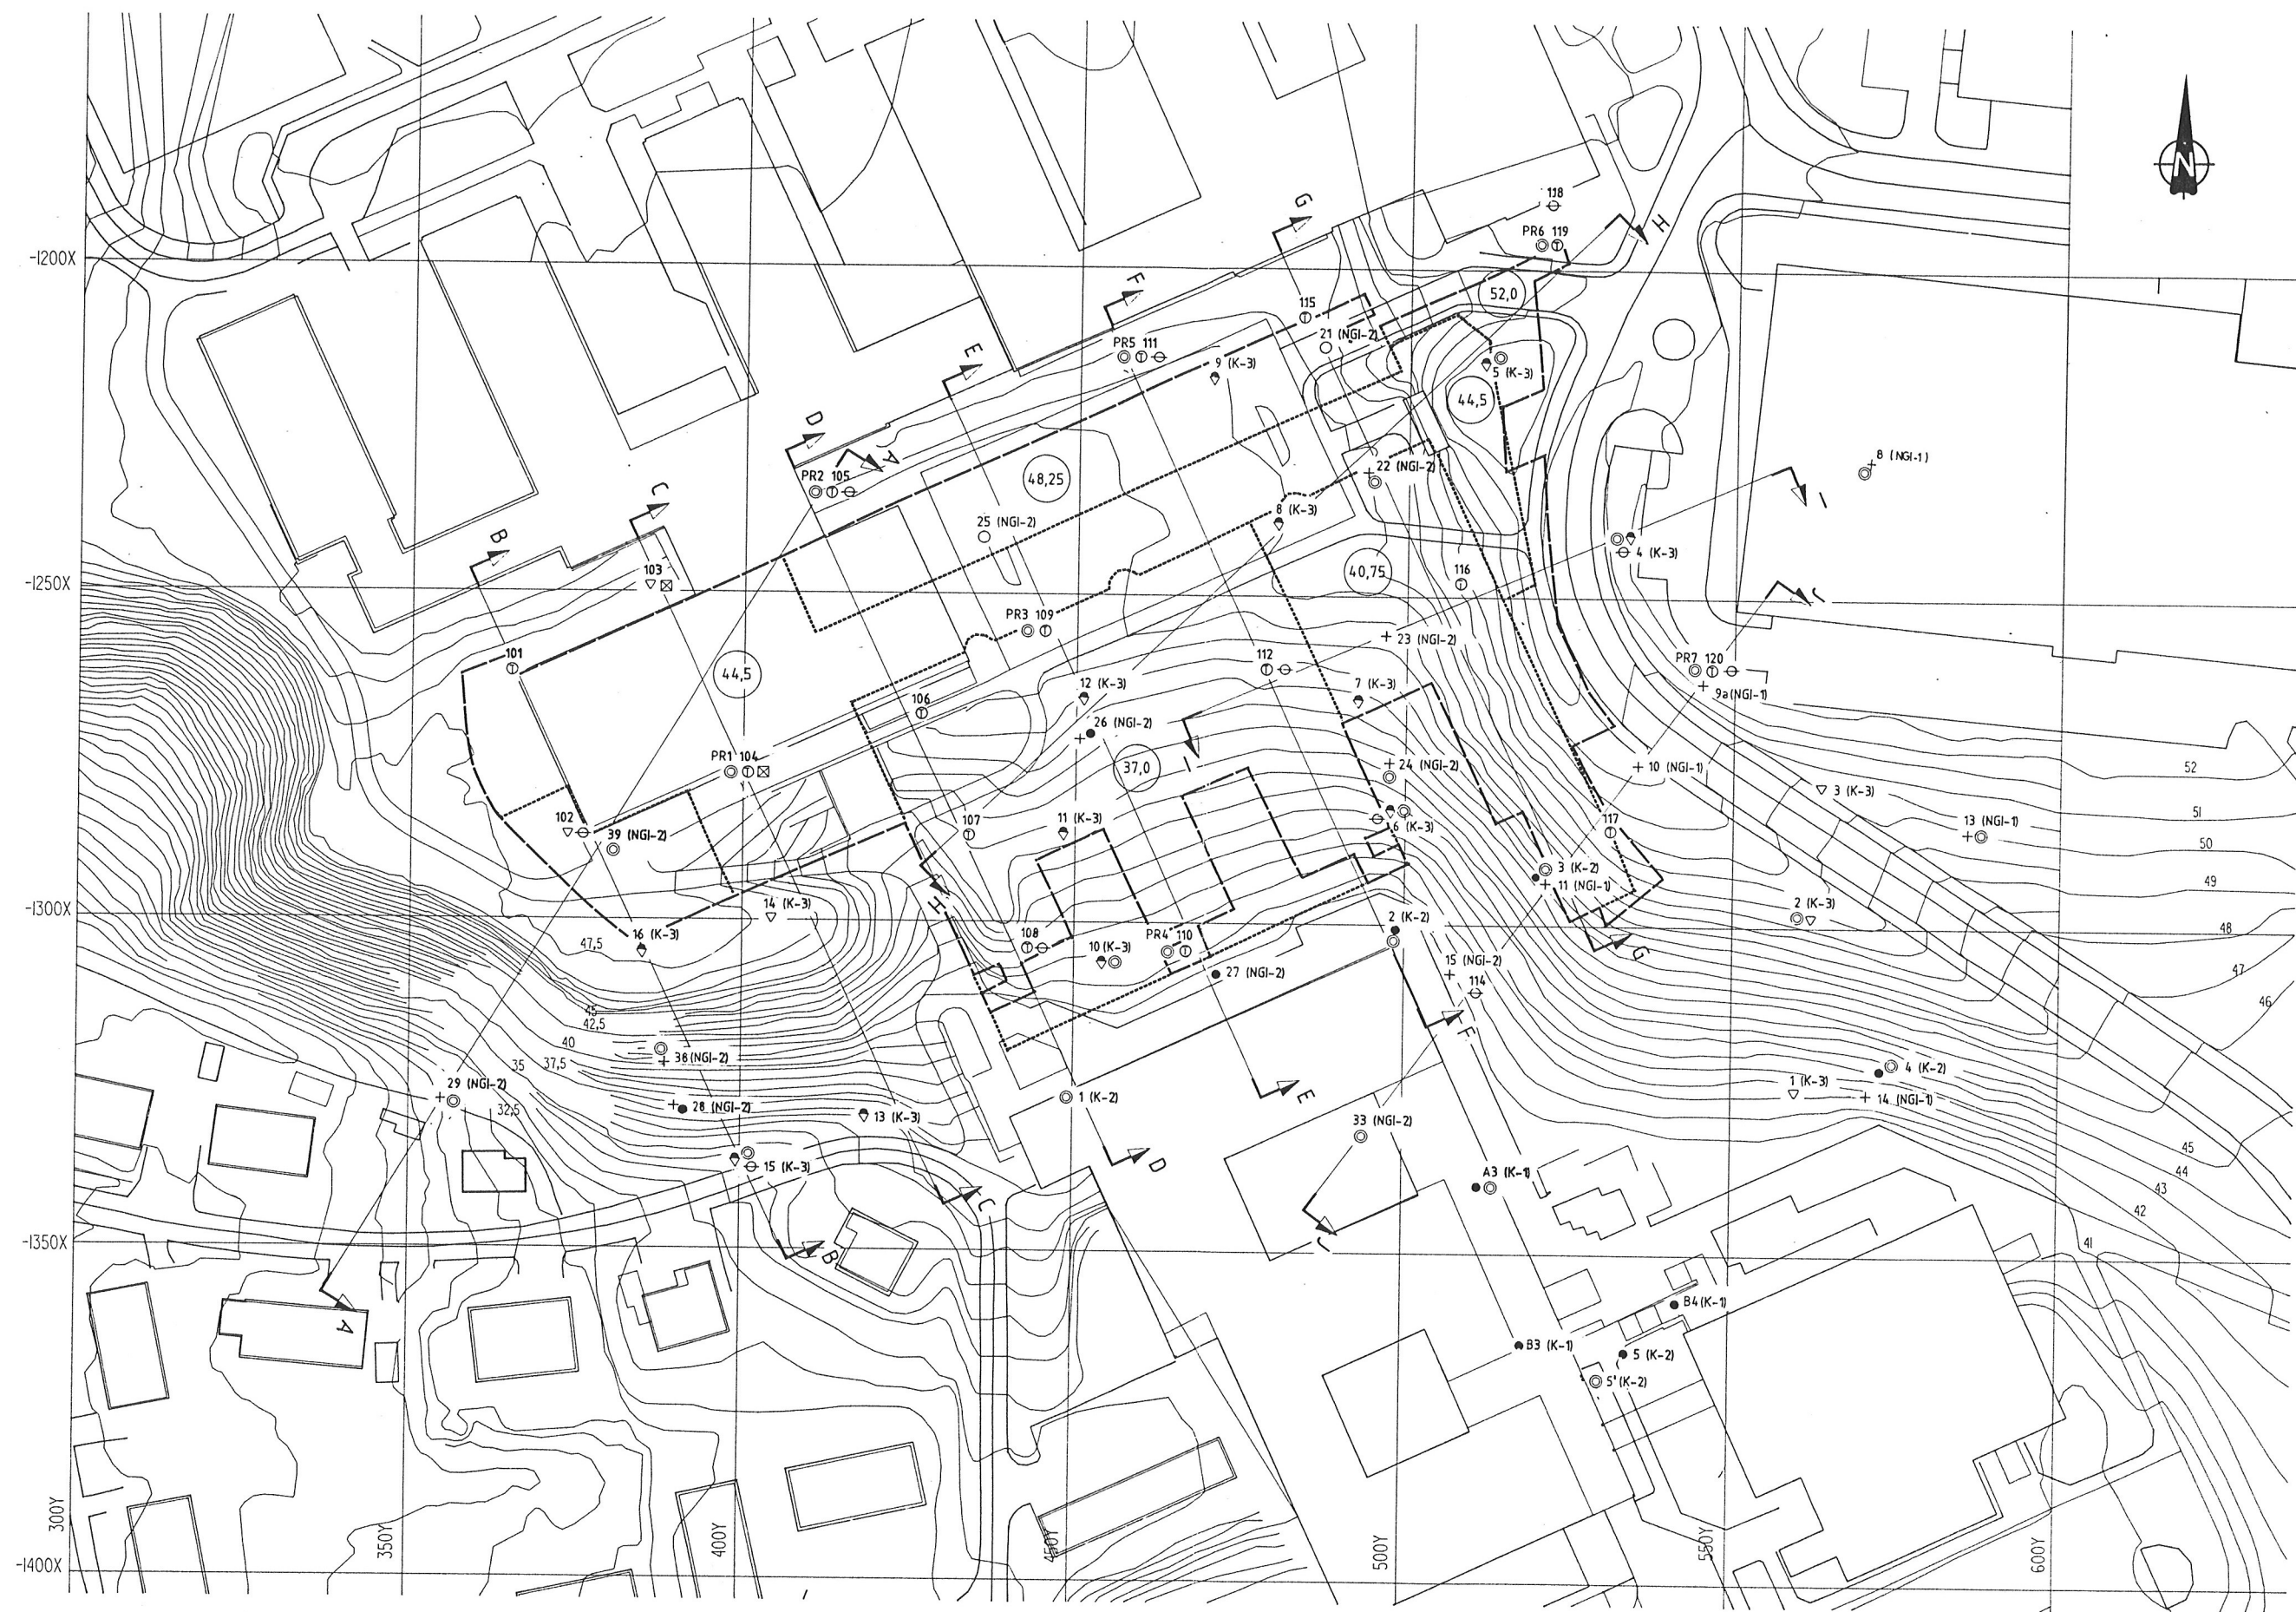 N
118
PR6 119
H
G
-1200X
F
52,0
115
21 (NGI-2)
PR5 111
E
9 (K-3)
5 (K-3)
44,5
D
A
PR2 105
48,25
22 (NGI-2)
8 (NGI-1)
C
I
8 (K-3)
25 (NGI-2)
B
4 (K-3)
40,75
103
116
-1250X
J
PR3 109
23 (NGI-2)
101
112
PR7 120
44,5
12 (K-3)
7 (K-3)
9a(NGI-1)
106
26 (NGI-2)
PR1 104
37,0
I
24 (NGI-2)
10 (NGI-1)
52
3 (K-3)
51
102
39 (NGI-2)
107
11 (K-3)
6 (K-3)
117
13 (NGI-1)
50
3 (K-2)
11 (NGI-1)
49
-1300X
14 (K-3)
H
2 (K-3)
2 (K-2)
48
47,5
16 (K-3)
108
10 (K-3)
PR4 110
G
15 (NGI-2)
27 (NGI-2)
47
114
46
45
42,5
F
40
38 (NGI-2)
37,5
35
4 (K-2)
29 (NGI-2)
1 (K-3)
32,5
28 (NGI-2)
1 (K-2)
E
14 (NGI-1)
13 (K-3)
33 (NGI-2)
45
15 (K-3)
D
A3 (K-1)
44
43
C
42
-1350X
B
J
41
A
B4 (K-1)
B3 (K-1)
5 (K-2)
5' (K-2)
300Y
350Y
400Y
450Y
500Y
550Y
600Y
-1400X